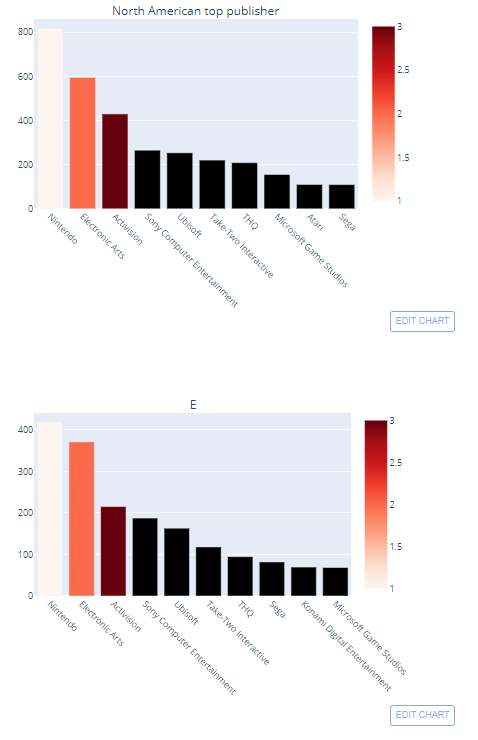 North American top publisher
800
600
400
200
0
Nintendo
Electronic Arts
Activision
Sony Computer Entertainment
Ubisoft
Take-Two Interactive
THQ
Microsoft Game Studios
Atari
Sega
3
2.5
2
1.5
1
EDIT CHART
E
400
300
200
100
0
Nintendo
Electronic Arts
Activision
Sony Computer Entertainment
Ubisoft
Take-Two Interactive
THQ
Sega
Konami Digital Entertainment
Microsoft Game Studios
3
2.5
2
1.5
1
EDIT CHART